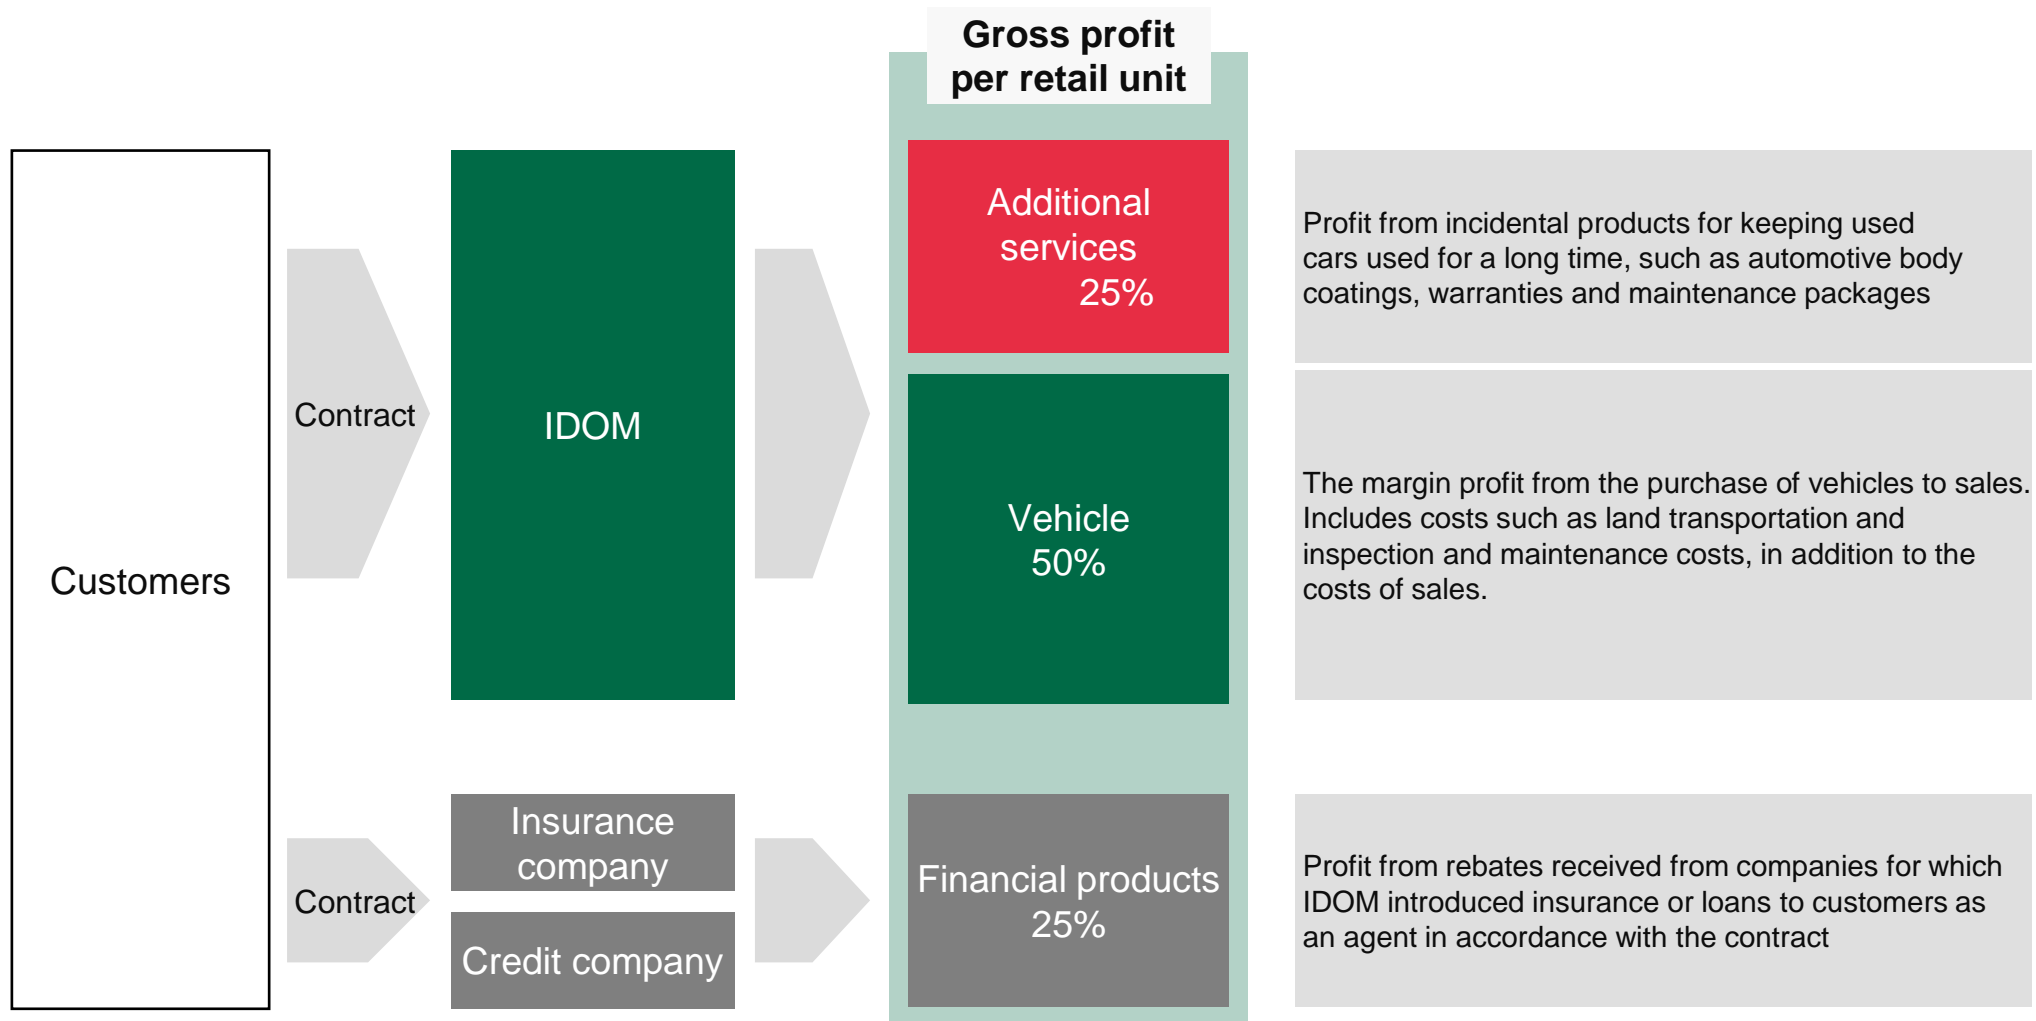 Gross profit
per retail unit
Customers
Contract
IDOM
Additional
services
25%
Profit from incidental products for keeping used
cars used for a long time, such as automotive body
coatings, warranties and maintenance packages
Vehicle
50%
The margin profit from the purchase of vehicles to sales.
Includes costs such as land transportation and
inspection and maintenance costs, in addition to the
costs of sales.
Contract
Insurance
company
Credit company
Financial products
25%
Profit from rebates received from companies for which
IDOM introduced insurance or loans to customers as
an agent in accordance with the contract